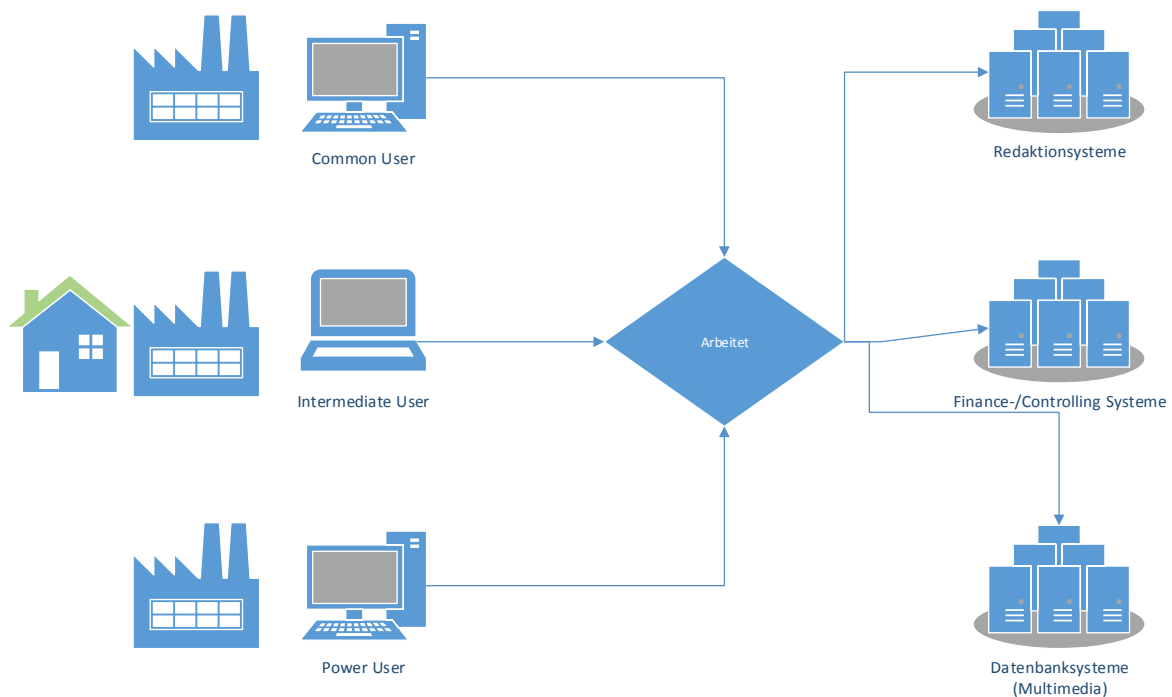 Common User
Redaktionsysteme
Arbeitet
Intermediate User
Finance-/Controlling Systeme
Power User
Datenbanksysteme
(Multimedia)